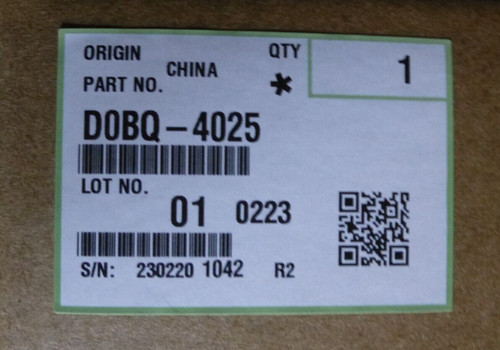 ORIGIN CHINA QTY 1
PART NO. *
D0BQ-4025
LOT NO.
01 0223
S/N: 230220 1042 R2